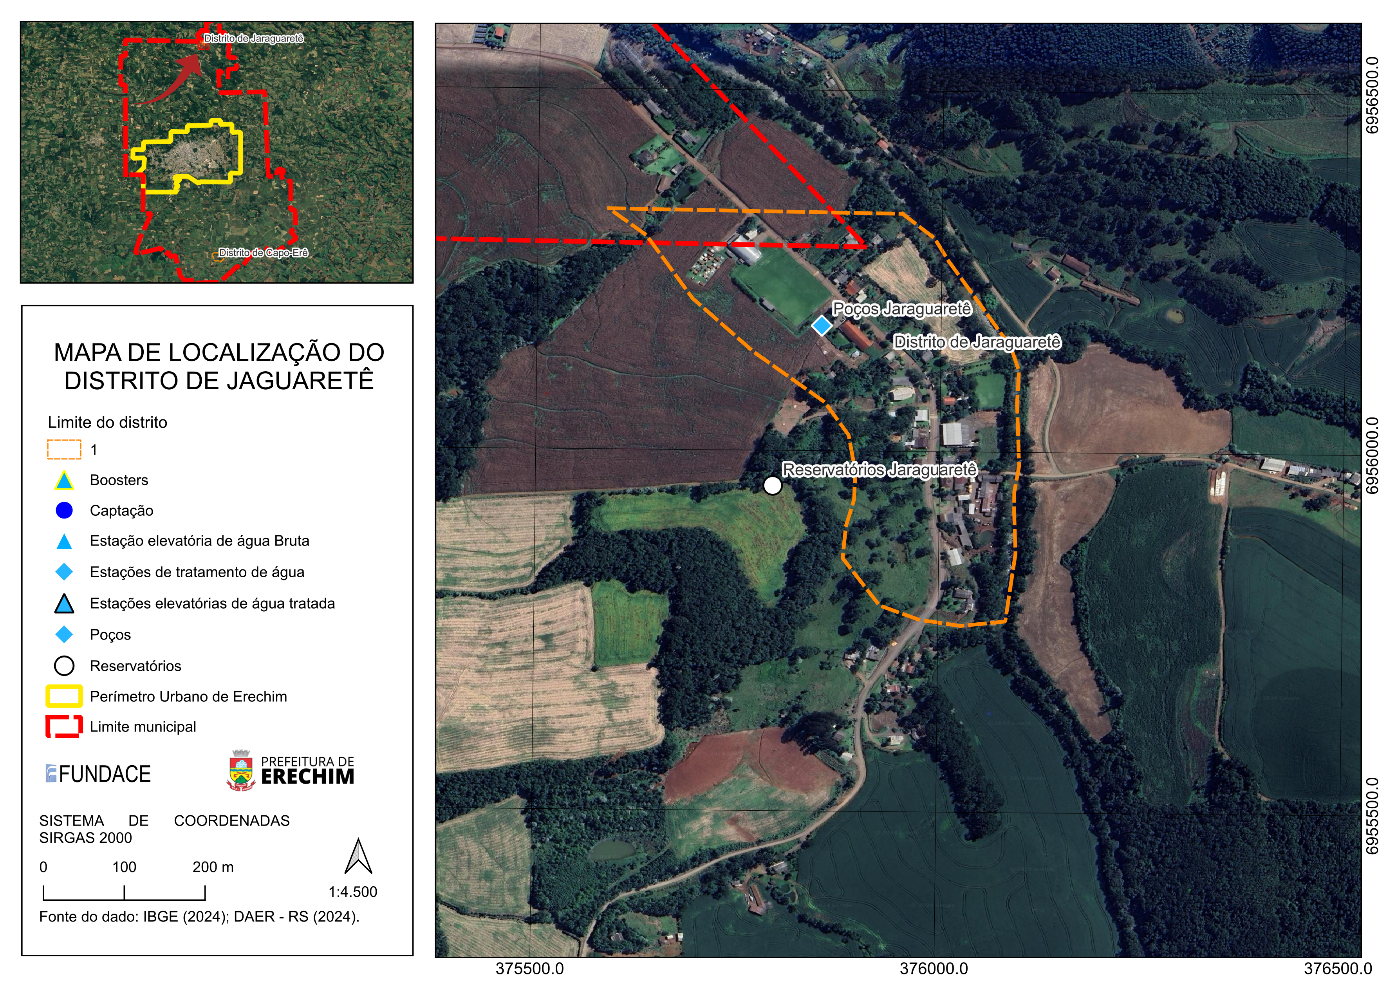 Distrito de Jaraguaretê
Distrito de Capo-Erê
MAPA DE LOCALIZAÇÃO DO
DISTRITO DE JAGUARETÊ
Limite do distrito
1
Boosters
Captação
Estação elevatória de água Bruta
Estações de tratamento de água
Estações elevatórias de água tratada
Poços
Reservatórios
Perímetro Urbano de Erechim
Limite municipal
FUNDACE
PREFEITURA DE
ERECHIM
SISTEMA DE COORDENADAS
SIRGAS 2000
0 100 200 m
1:4.500
Fonte do dado: IBGE (2024); DAER - RS (2024).
Poços Jaraguaretê
Distrito de Jaraguaretê
Reservatórios Jaraguaretê
6956500.0
6956000.0
6955500.0
375500.0 376000.0 376500.0